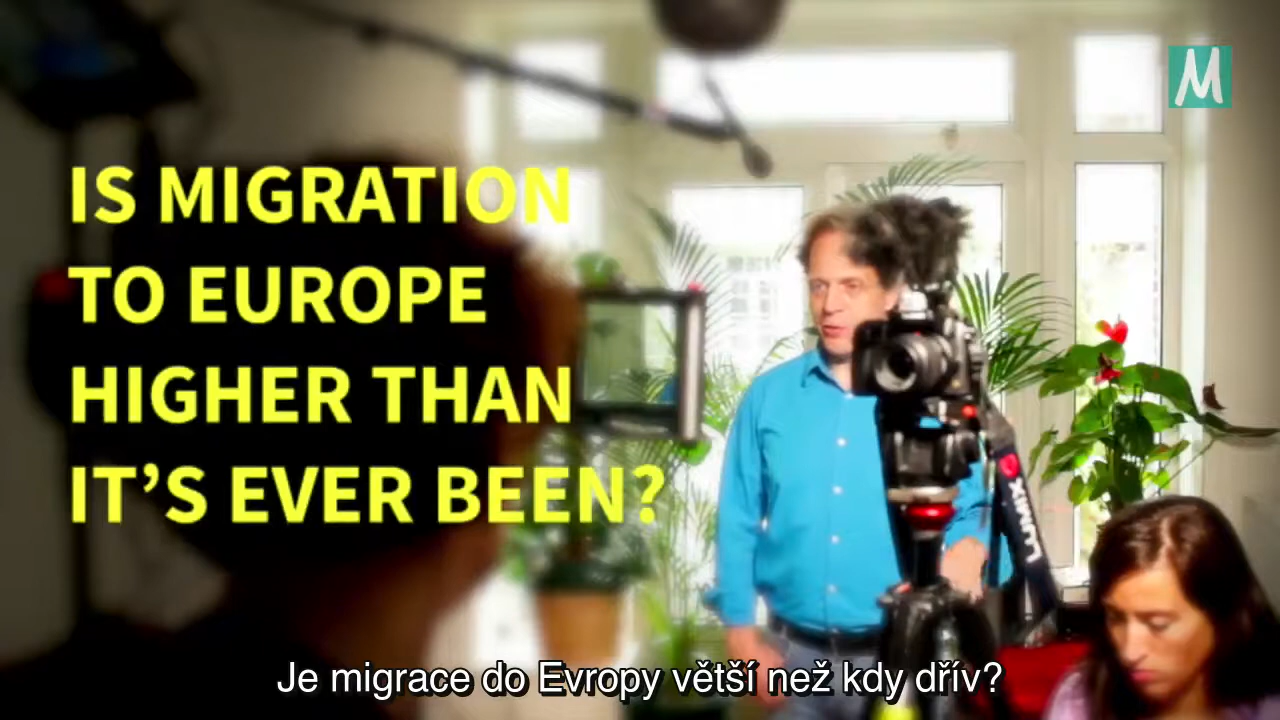 M
IS MIGRATION
TO EUROPE
HIGHER THAN
IT’S EVER BEEN?
LUMIX
Je migrace do Evropy větší než kdy dřív?